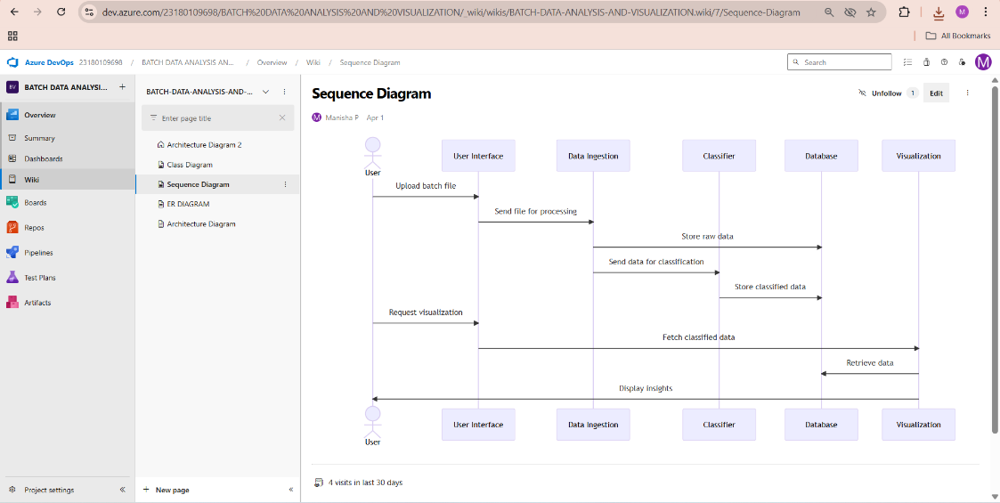 dev.azure.com/23180109698/BATCH%20DATA%20ANALYSIS%20AND%20VISUALIZATION/_wiki/wikis/BATCH-DATA-ANALYSIS-AND-VISUALIZATION.wiki/7/Sequence-Diagram
M
All Bookmarks
Azure DevOps 23180109698 / BATCH DATA ANALYSIS AN... / Overview / Wiki / Sequence Diagram
Search
M
BV BATCH DATA ANALYSI... +
Overview
Summary
Dashboards
Wiki
Boards
Repos
Pipelines
Test Plans
Artifacts
Project settings
BATCH-DATA-ANALYSIS-AND-...
Enter page title
Architecture Diagram 2
Class Diagram
Sequence Diagram
ER DIAGRAM
Architecture Diagram
+ New page
Sequence Diagram
Unfollow 1 Edit
M Manisha P Apr 1
User
User Interface
Data Ingestion
Classifier
Database
Visualization
Upload batch file
Send file for processing
Store raw data
Send data for classification
Store classified data
Request visualization
Fetch classified data
Retrieve data
Display insights
User
User Interface
Data Ingestion
Classifier
Database
Visualization
4 visits in last 30 days